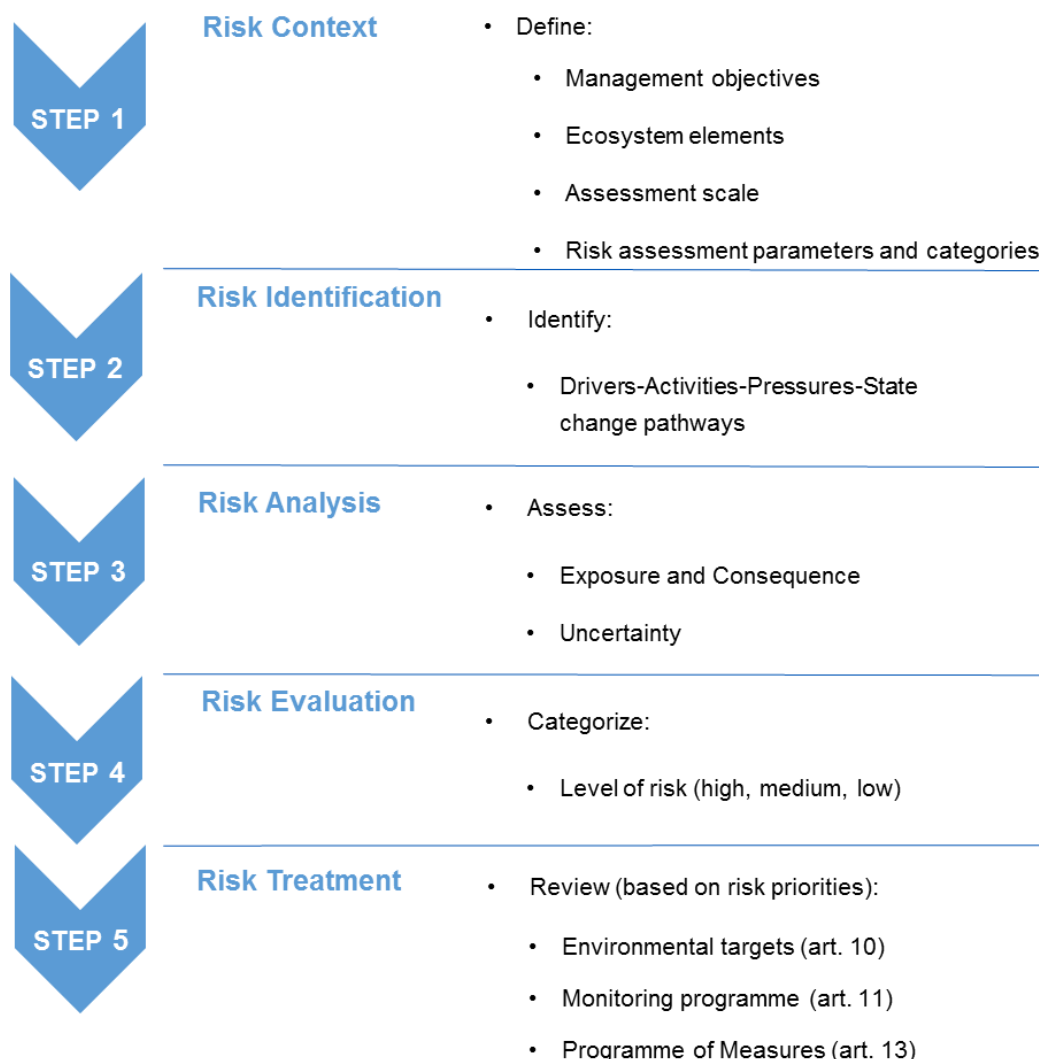 STEP 1
Risk Context
• Define:
• Management objectives
• Ecosystem elements
• Assessment scale
• Risk assessment parameters and categories
STEP 2
Risk Identification
• Identify:
• Drivers-Activities-Pressures-State
change pathways
STEP 3
Risk Analysis
• Assess:
• Exposure and Consequence
• Uncertainty
STEP 4
Risk Evaluation
• Categorize:
• Level of risk (high, medium, low)
STEP 5
Risk Treatment
• Review (based on risk priorities):
• Environmental targets (art. 10)
• Monitoring programme (art. 11)
• Programme of Measures (art. 13)